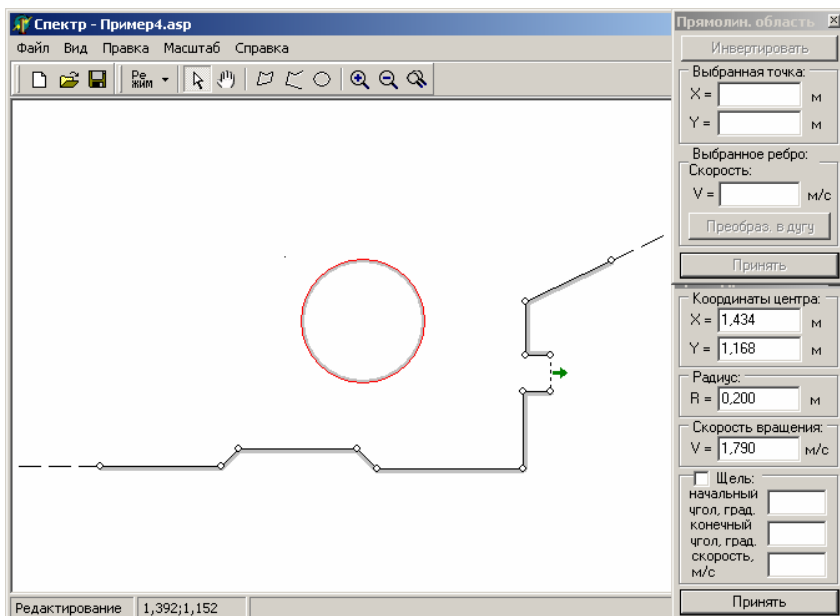 Спектр - Пример4.asp
Файл Вид Правка Масштаб Справка
Ре жим
Прямолин. область
Инвертировать
Выбранная точка:
X = м
Y = м
Выбранное ребро:
Скорость:
V = м/с
Преобраз. в дугу
Принять
Координаты центра:
X = 1,434 м
Y = 1,168 м
Радиус:
R = 0,200 м
Скорость вращения:
V = 1,790 м/с
Щель:
начальный
угол, град.
конечный
угол, град.
скорость,
м/с
Принять
Редактирование 1,392;1,152